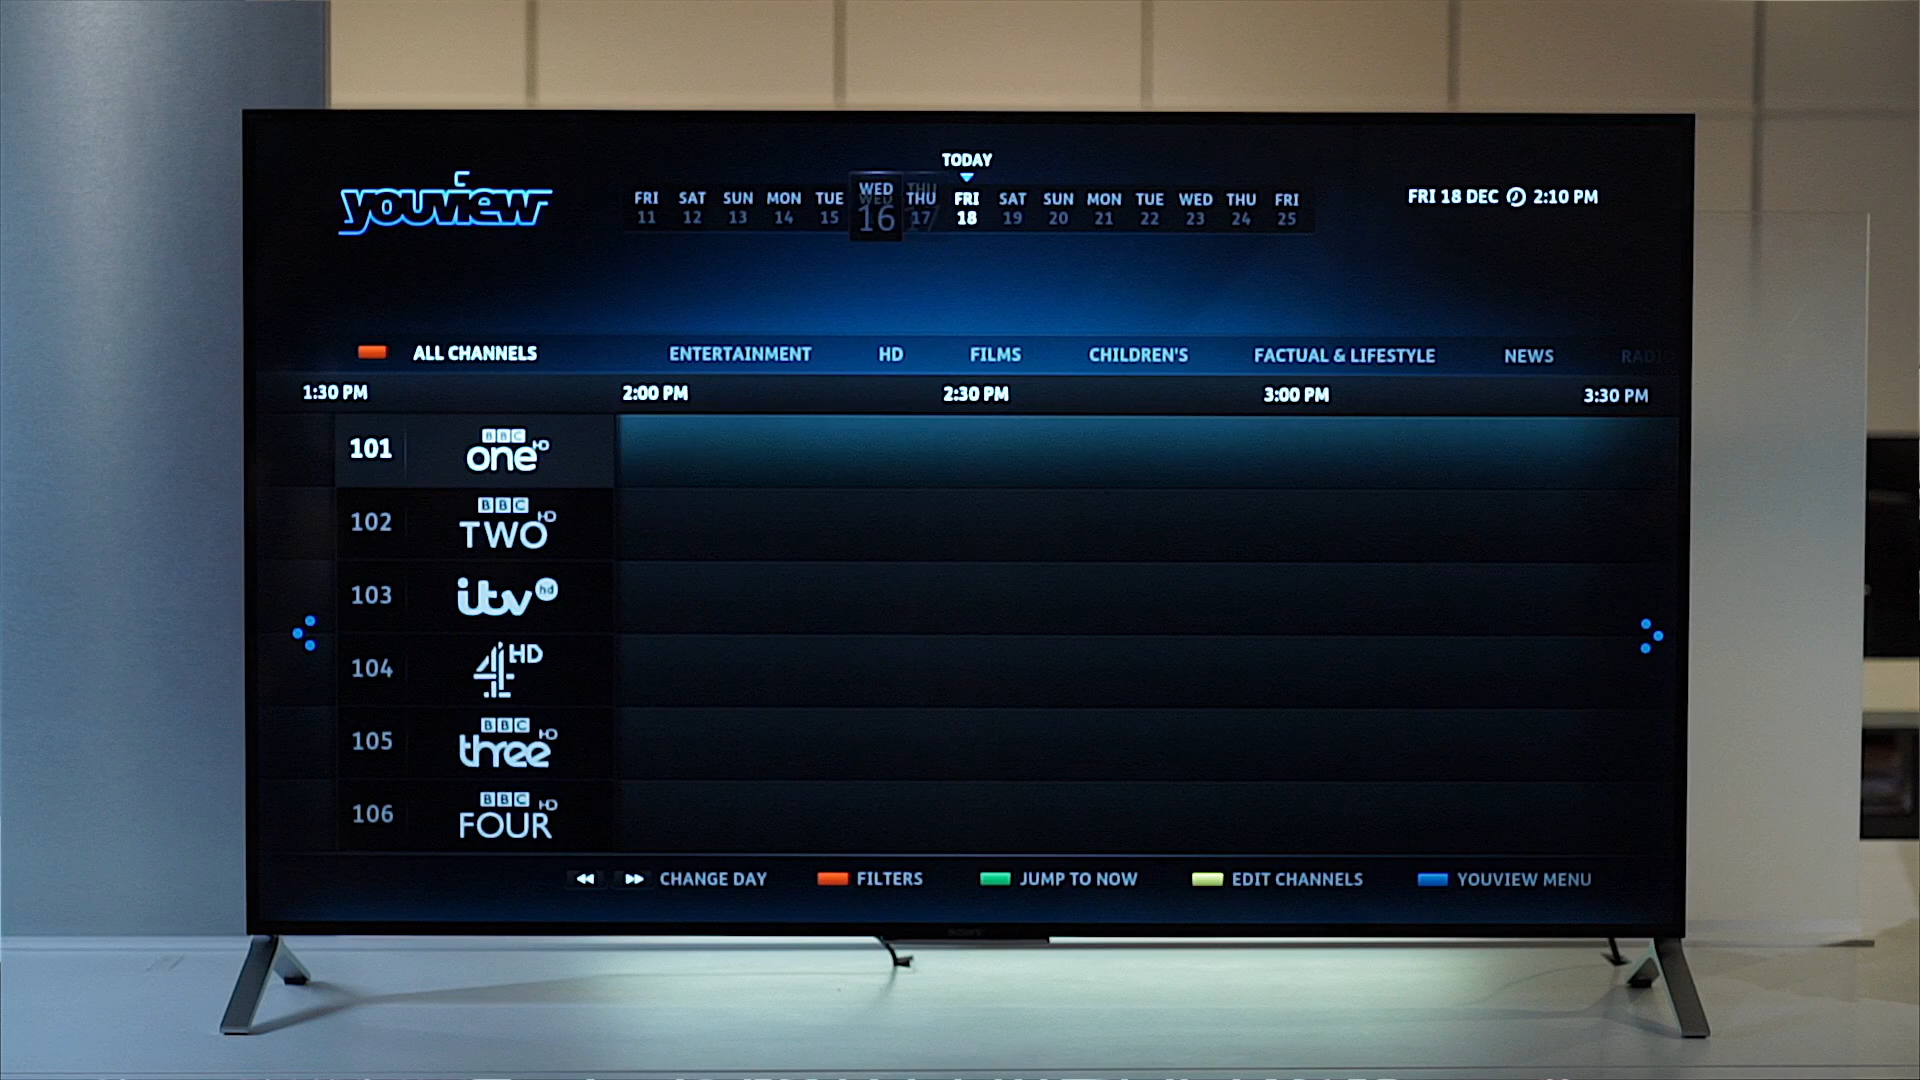 TODAY
youview
FRI SAT SUN MON TUE WED THU FRI SAT SUN MON TUE WED THU FRI
11 12 13 14 15 16 17 18 19 20 21 22 23 24 25
FRI 18 DEC 2:10 PM
ALL CHANNELS ENTERTAINMENT HD FILMS CHILDREN'S FACTUAL & LIFESTYLE NEWS
1:30 PM 2:00 PM 2:30 PM 3:00 PM 3:30 PM
101 BBC one HD
102 BBC TWO HD
103 itv hd
104 4 HD
105 BBC three HD
106 BBC FOUR HD
CHANGE DAY FILTERS JUMP TO NOW EDIT CHANNELS YOUVIEW MENU
SONY